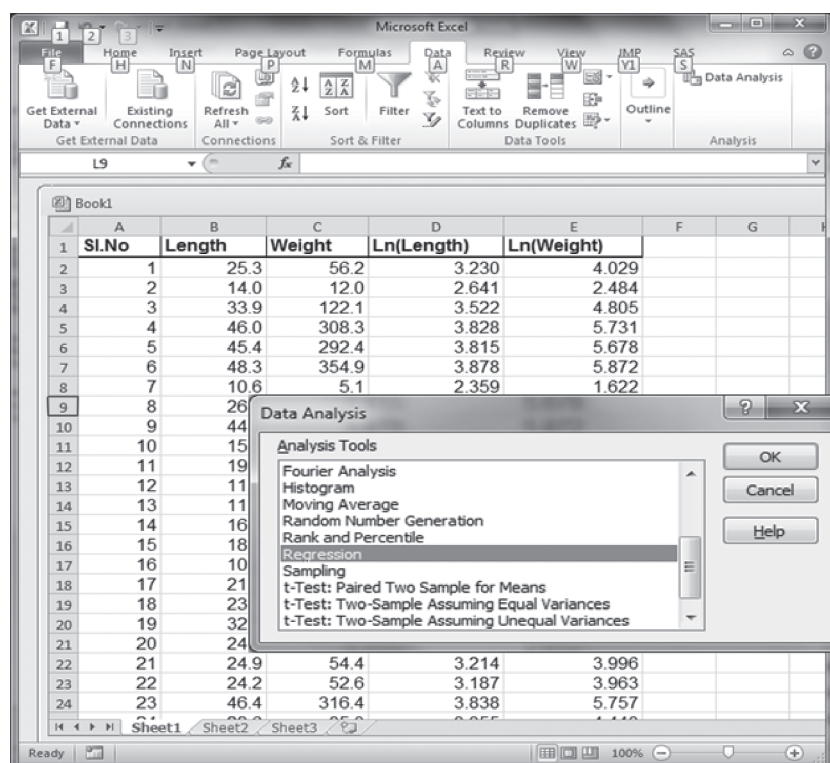 Microsoft Excel
1 2 3
File Home Insert Page Layout Formulas Data Review View JMP SAS
F H N P M A R W Y1 S
Get External Data Existing Connections Refresh All Sort Filter Text to Columns Remove Duplicates Outline Data Analysis
Get External Data Connections Sort & Filter Data Tools Analysis
L9 fx
Book1
A B C D E F G
1 Sl.No Length Weight Ln(Length) Ln(Weight)
2 1 25.3 56.2 3.230 4.029
3 2 14.0 12.0 2.641 2.484
4 3 33.9 122.1 3.522 4.805
5 4 46.0 308.3 3.828 5.731
6 5 45.4 292.4 3.815 5.678
7 6 48.3 354.9 3.878 5.872
8 7 10.6 5.1 2.359 1.622
9 8 26
10 9 44
11 10 15
12 11 19
13 12 11
14 13 11
15 14 16
16 15 18
17 16 10
18 17 21
19 18 23
20 19 32
21 20 24
22 21 24.9 54.4 3.214 3.996
23 22 24.2 52.6 3.187 3.963
24 23 46.4 316.4 3.838 5.757
Data Analysis
Analysis Tools
Fourier Analysis
Histogram
Moving Average
Random Number Generation
Rank and Percentile
Regression
Sampling
t-Test: Paired Two Sample for Means
t-Test: Two-Sample Assuming Equal Variances
t-Test: Two-Sample Assuming Unequal Variances
OK
Cancel
Help
Sheet1 Sheet2 Sheet3
Ready 100%